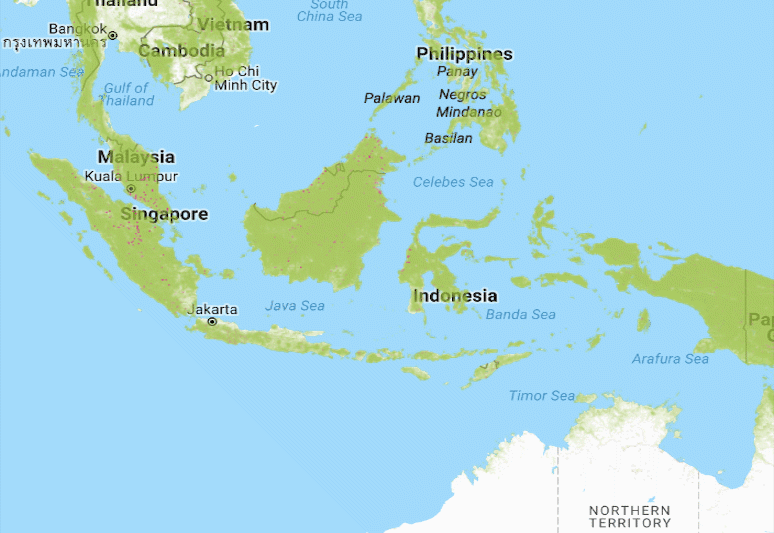 Thailand
South
China Sea
Bangkok
กรุงเทพมหานคร
Vietnam
Cambodia
Philippines
Andaman Sea
Gulf of
Thailand
Ho Chi
Minh City
Panay
Palawan
Negros
Mindanao
Basilan
Malaysia
Kuala Lumpur
Celebes Sea
Singapore
Indonesia
Jakarta
Java Sea
Banda Sea
Pap
Arafura Sea
Timor Sea
NORTHERN
TERRITORY